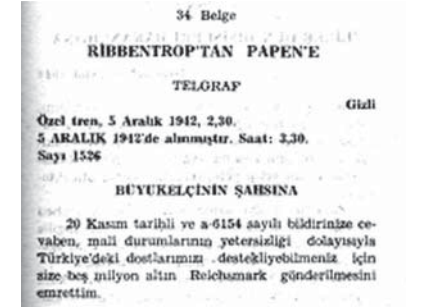 34 Belge
RİBBENTROP'TAN PAPEN'E
TELGRAF
Gizli
Özel tren, 5 Aralık 1942, 2,30.
5 ARALIK 1942'de alınmıştır. Saat: 3,30.
Sayı 1526
BÜYÜKELÇİNİN ŞAHSINA
20 Kasım tarihli ve a-6154 sayılı bildirinize ce-
vaben, mali durumlarının yetersizliği dolayısıyla
Türkiye'deki dostlarımızı destekliyebilmeniz için
size beş milyon altın Reichsmark gönderilmesini
emrettim.